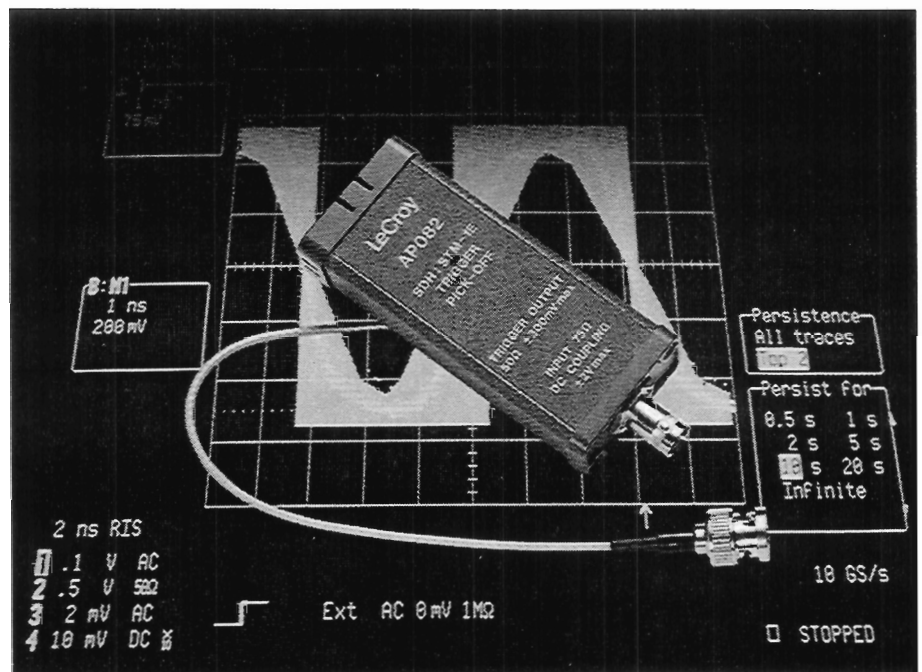 B:M1
1 ns
200 mV
LeCroy
AP082
SDH: STM-1E
TRIGGER
PICK-OFF
TRIGGER OUTPUT
50Ω ±300mVmax
INPUT 75Ω
DC COUPLING
Persistence
All traces
Top 2
Persist for
0.5 s 1 s
2 s 5 s
10 s 20 s
Infinite
2 ns RIS
1 .1 V AC
2 .5 V 50Ω
3 2 mV AC
4 10 mV DC
Ext AC 0 mV 1MΩ
10 GS/s
STOPPED